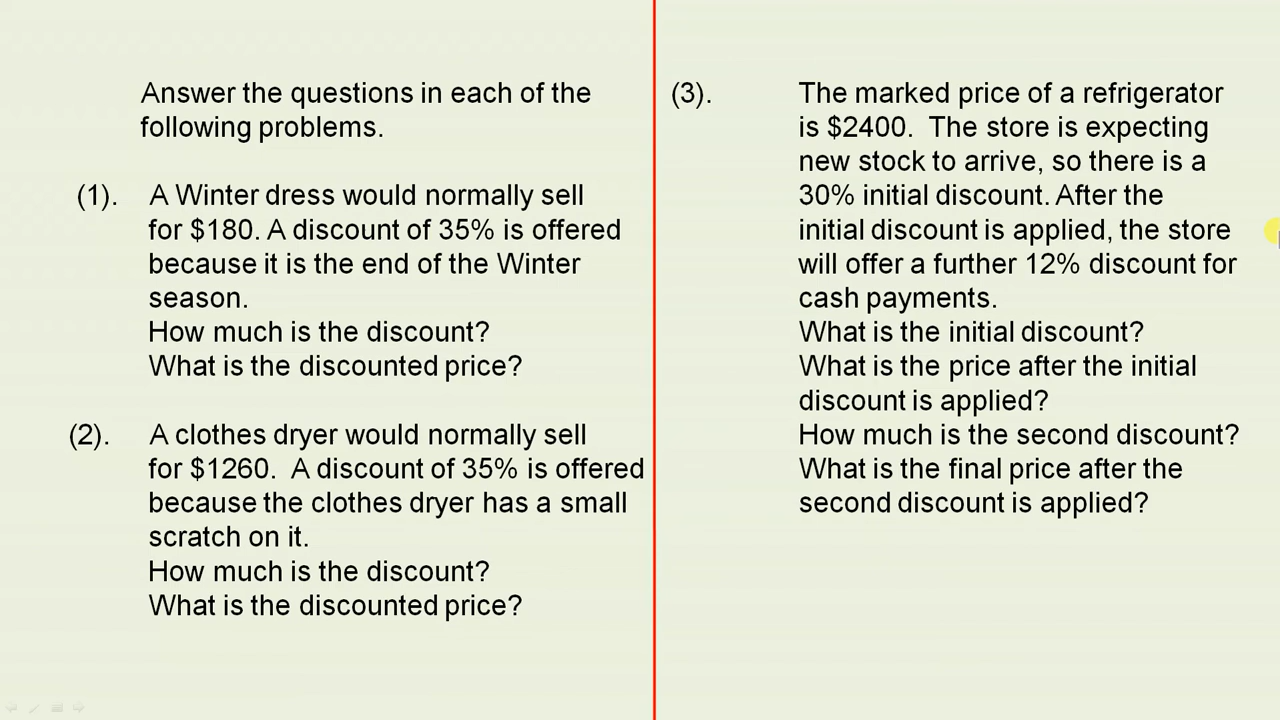 Answer the questions in each of the
following problems.
(1). A Winter dress would normally sell
for $180. A discount of 35% is offered
because it is the end of the Winter
season.
How much is the discount?
What is the discounted price?
(2). A clothes dryer would normally sell
for $1260. A discount of 35% is offered
because the clothes dryer has a small
scratch on it.
How much is the discount?
What is the discounted price?
(3). The marked price of a refrigerator
is $2400. The store is expecting
new stock to arrive, so there is a
30% initial discount. After the
initial discount is applied, the store
will offer a further 12% discount for
cash payments.
What is the initial discount?
What is the price after the initial
discount is applied?
How much is the second discount?
What is the final price after the
second discount is applied?